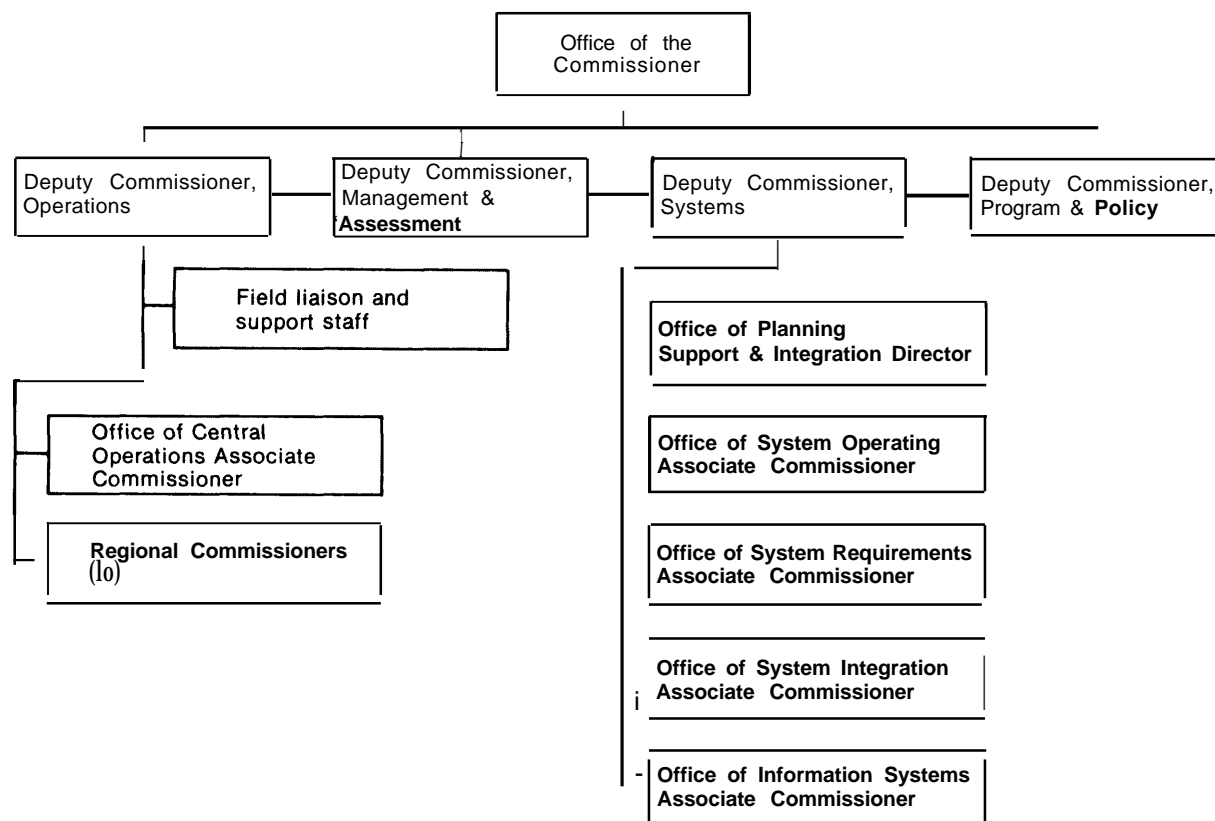 Office of the
Commissioner
Deputy Commissioner,
Operations
Deputy Commissioner,
Management &
Assessment
Deputy Commissioner,
Systems
Deputy Commissioner,
Program & Policy
Field liaison and
support staff
Office of Central
Operations Associate
Commissioner
Regional Commissioners
(lo)
Office of Planning
Support & Integration Director
Office of System Operating
Associate Commissioner
Office of System Requirements
Associate Commissioner
Office of System Integration
Associate Commissioner
Office of Information Systems
Associate Commissioner